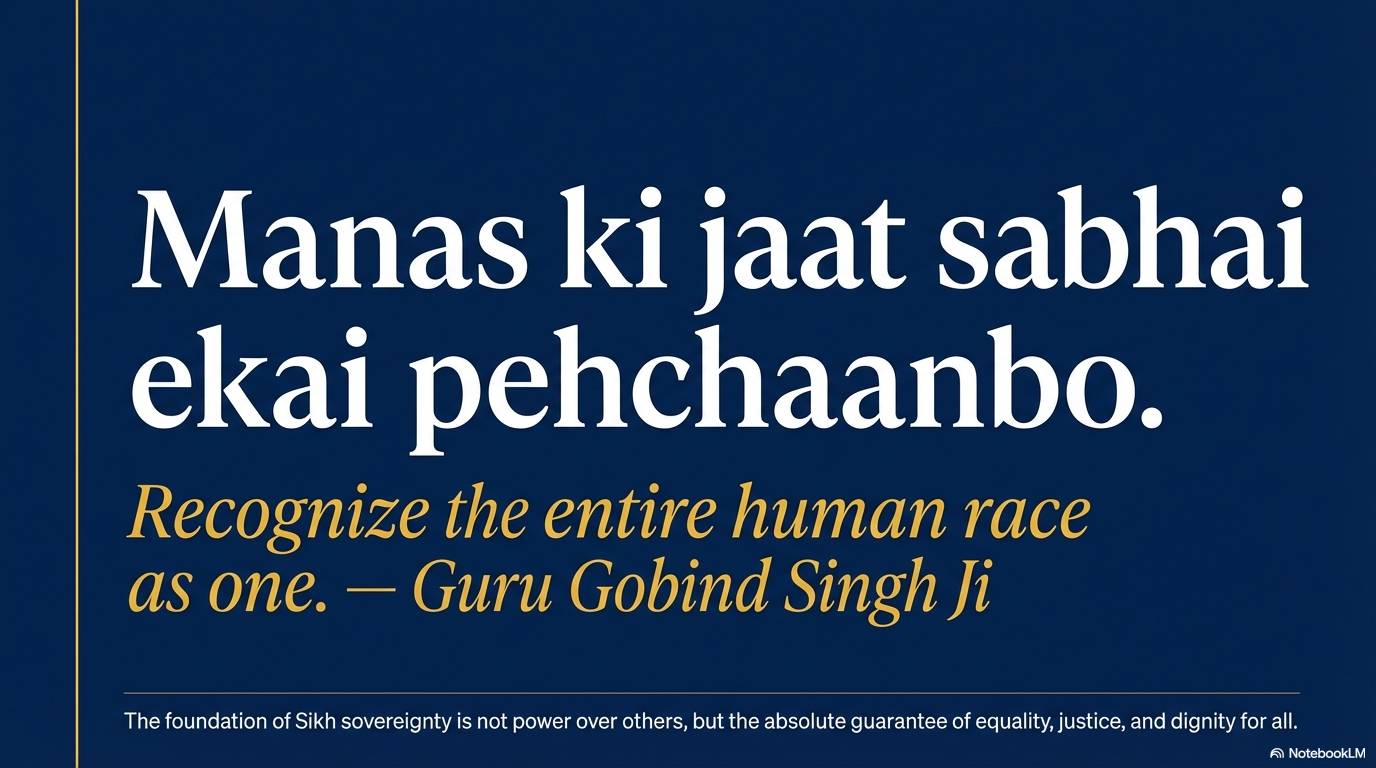 Manas ki jaat sabhai
ekai pehchaanbo.
Recognize the entire human race
as one. — Guru Gobind Singh Ji
The foundation of Sikh sovereignty is not power over others, but the absolute guarantee of equality, justice, and dignity for all.
NotebookLM